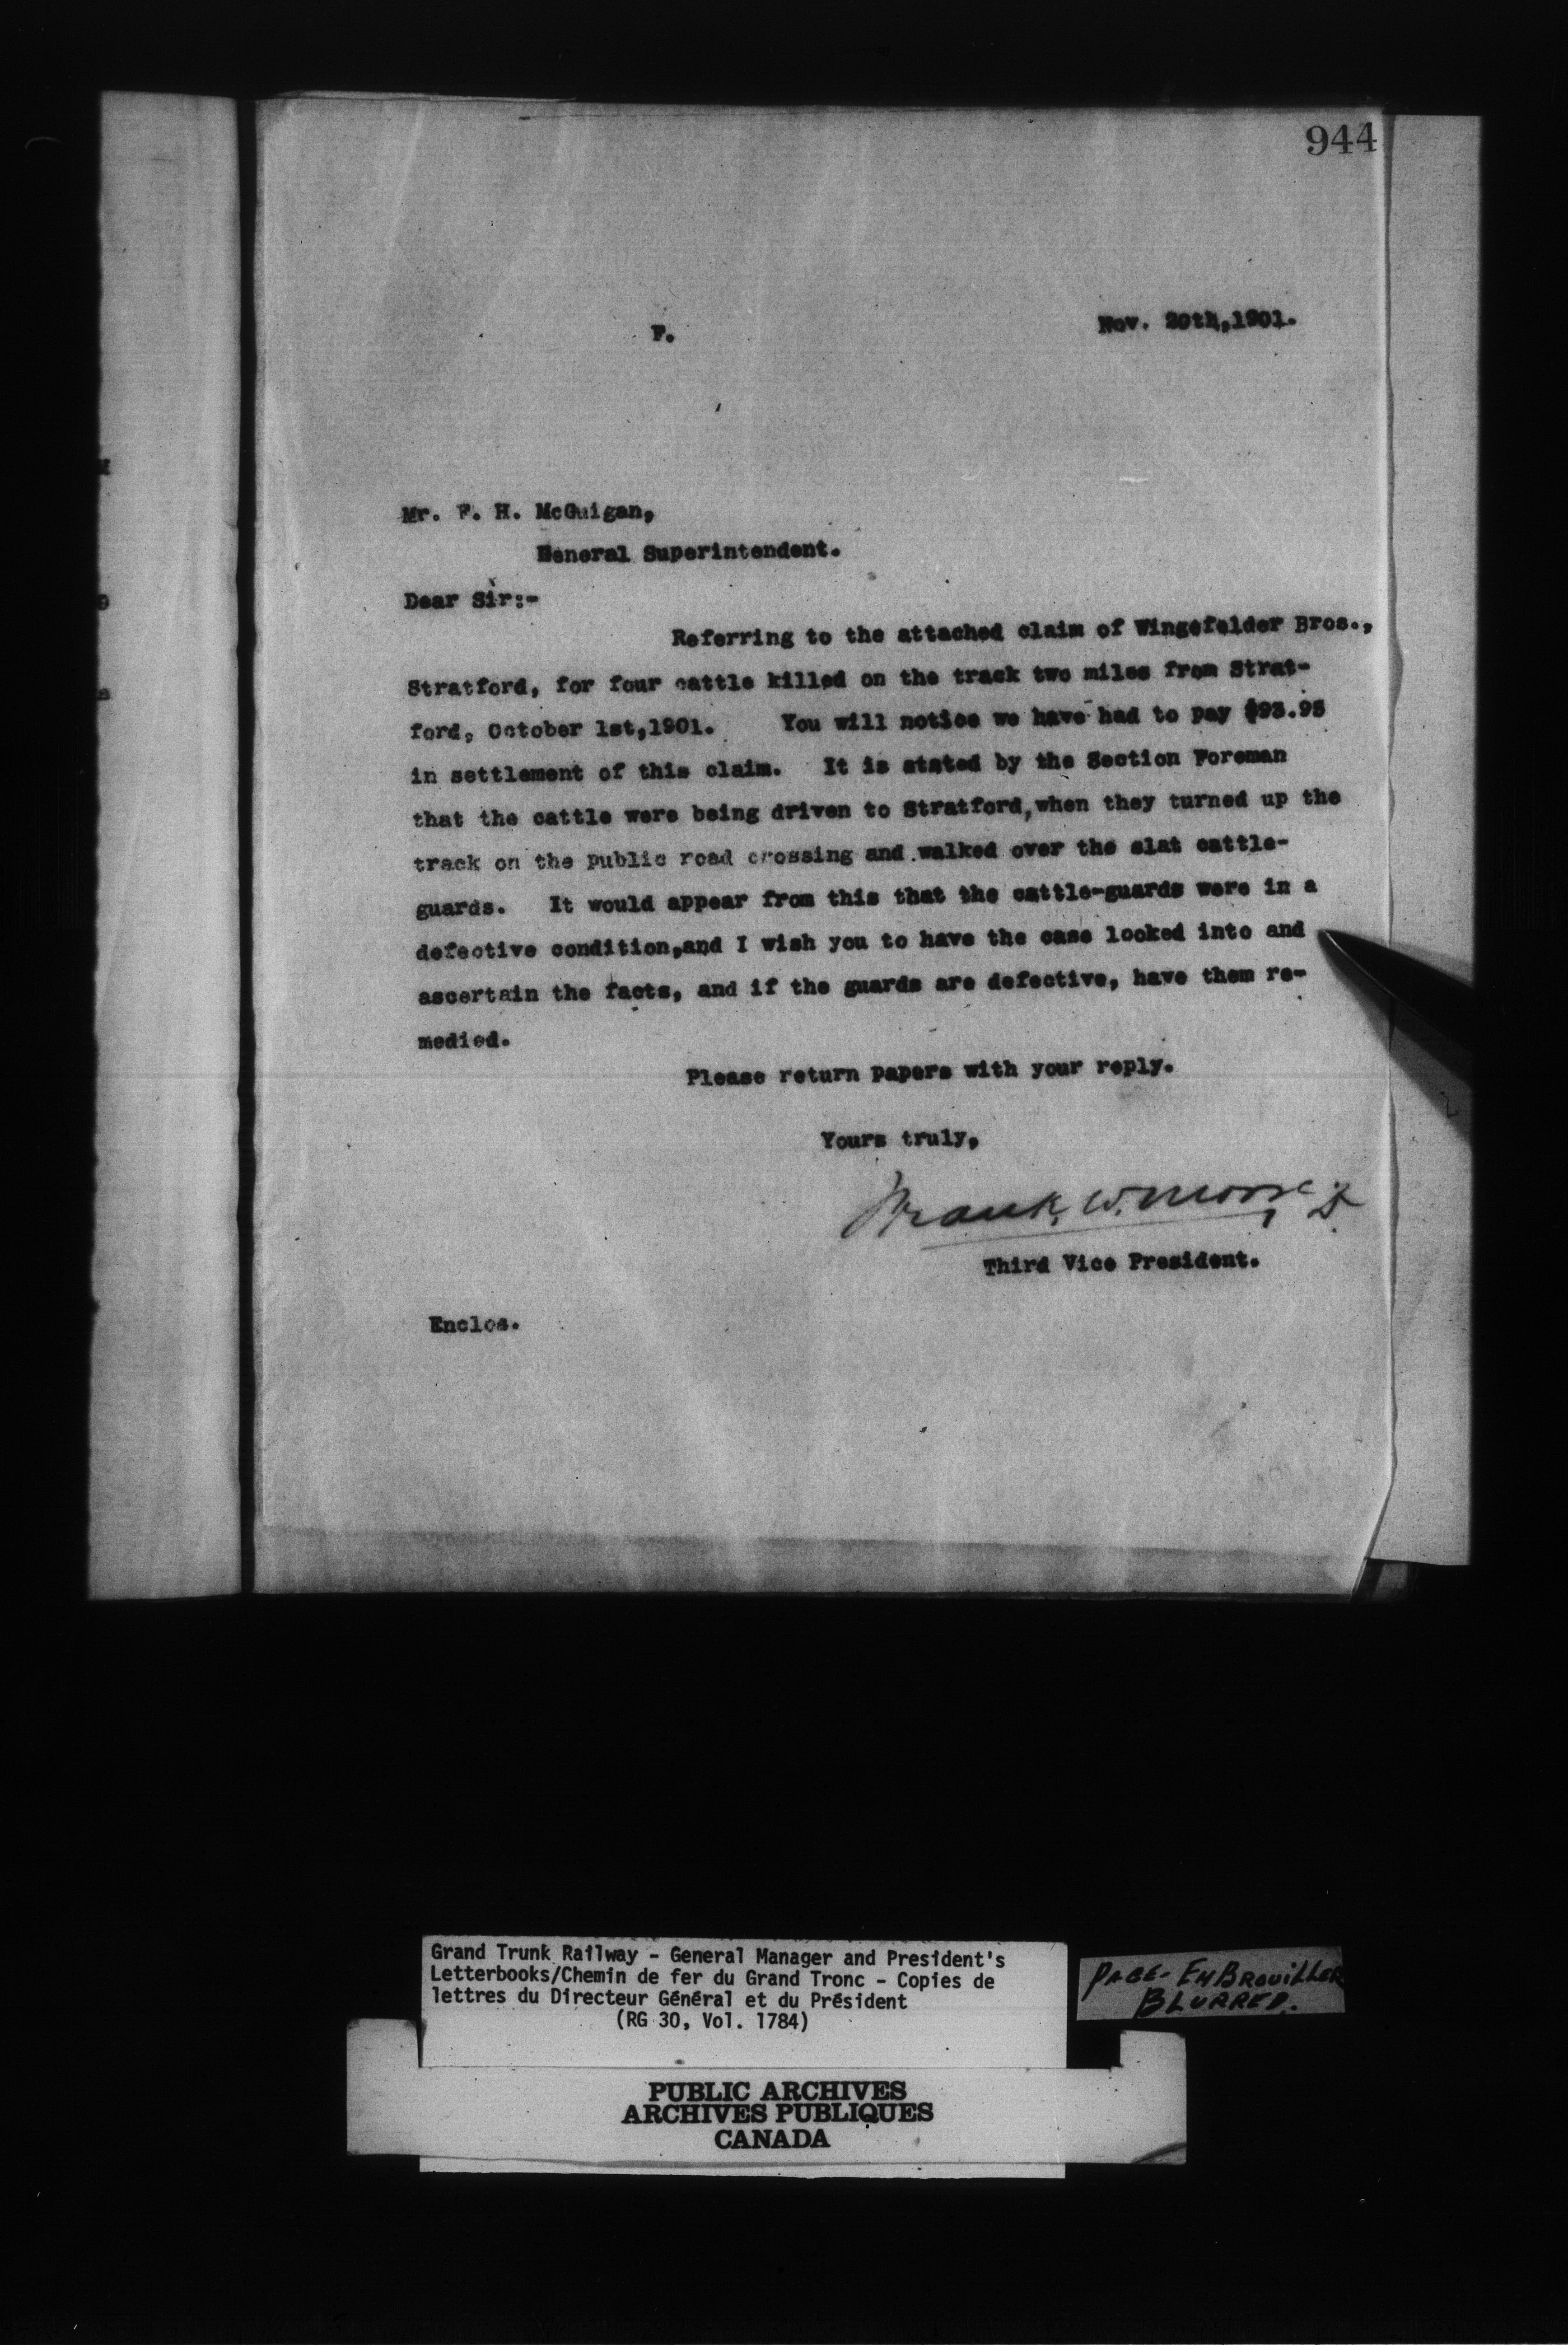 944
F.
Nov. 20th,1901.
Mr. F. H. McGuigan,
General Superintendent.
Dear Sir:-
Referring to the attached claim of Wingefelder Bros.,
Stratford, for four cattle killed on the track two miles from Strat-
ford, October 1st,1901. You will notice we have had to pay $93.95
in settlement of this claim. It is stated by the Section Foreman
that the cattle were being driven to Stratford,when they turned up the
track on the public road crossing and walked over the slat cattle-
guards. It would appear from this that the cattle-guards were in a
defective condition,and I wish you to have the case looked into and
ascertain the facts, and if the guards are defective, have them re-
medied.
Please return papers with your reply.
Yours truly,
Frank. W. Morse
Third Vice President.
Enclos.
Grand Trunk Railway - General Manager and President's
Letterbooks/Chemin de fer du Grand Tronc - Copies de
lettres du Directeur Général et du Président
(RG 30, Vol. 1784)
PAGE - EMBROUILLER
BLURRED.
PUBLIC ARCHIVES
ARCHIVES PUBLIQUES
CANADA